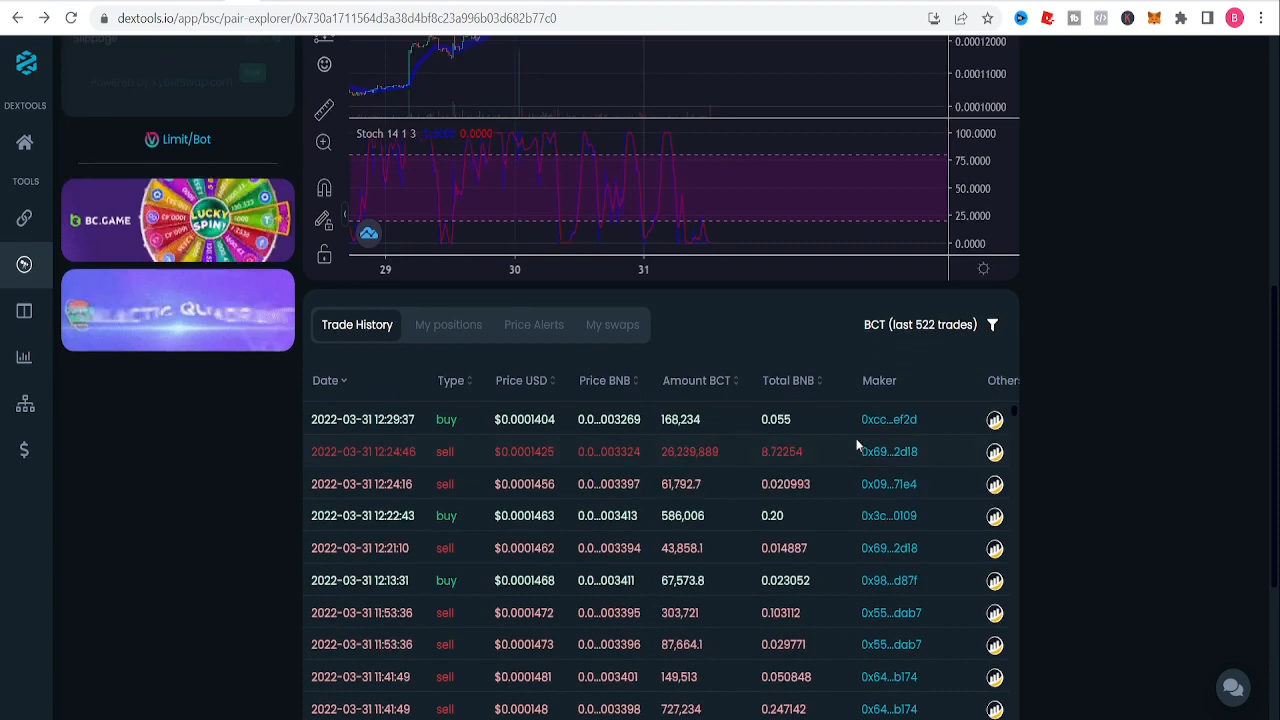 dextools.io/app/bsc/pair-explorer/0x730a1711564d3a38d4bf8c2b996b03d682b7c0
B
Slippage
DEXTOOLS
TOOLS
Limit/Bot
BC.GAME
LUCKY SPIN!
0.00012000
0.00011000
0.00010000
Stoch 14 1 3 0.0000 0.0000
100.0000
75.0000
50.0000
25.0000
0.0000
29 30 31
Trade History My positions Price Alerts My swaps BCT (last 522 trades)
Date Type Price USD Price BNB Amount BCT Total BNB Maker Others
2022-03-31 12:29:37 buy $0.0001404 0.0...003269 168,234 0.055 0xcc...ef2d
2022-03-31 12:24:46 sell $0.0001425 0.0...003324 26,239,889 8.72254 0x69...2d18
2022-03-31 12:24:16 sell $0.0001456 0.0...003397 61,792.7 0.020993 0x09...71e4
2022-03-31 12:22:43 buy $0.0001463 0.0...003413 586,006 0.20 0x3c...0109
2022-03-31 12:21:10 sell $0.0001462 0.0...003394 43,858.1 0.014887 0x69...2d18
2022-03-31 12:13:31 buy $0.0001468 0.0...003411 67,573.8 0.023052 0x98...d87f
2022-03-31 11:53:36 sell $0.0001472 0.0...003395 303,721 0.103112 0x55...dab7
2022-03-31 11:53:36 sell $0.0001473 0.0...003396 87,664.1 0.029771 0x55...dab7
2022-03-31 11:41:49 sell $0.0001481 0.0...003401 149,513 0.050848 0x64...b174
2022-03-31 11:41:49 sell $0.000148 0.0...003398 727,234 0.247142 0x64...b174